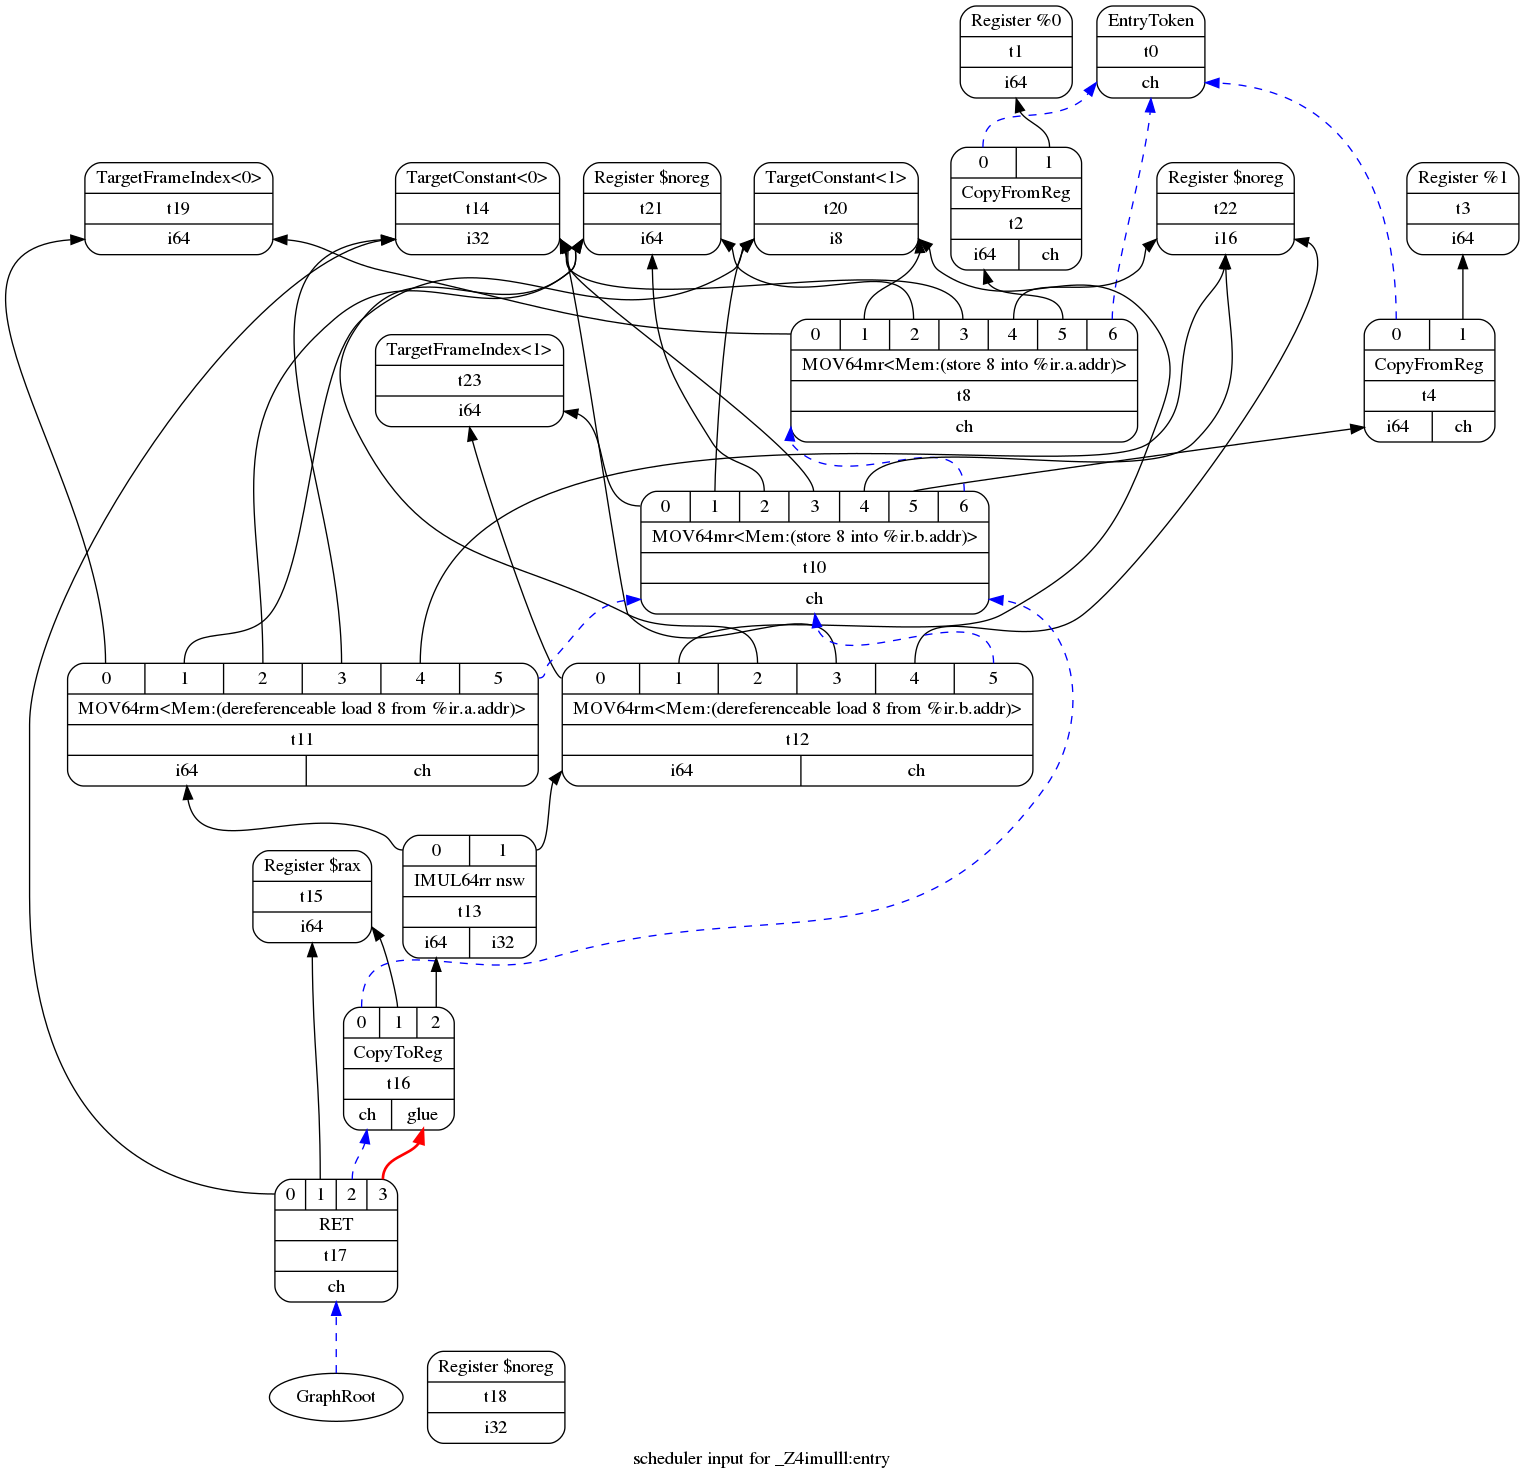 Register %0
t1
i64
EntryToken
t0
ch
0 1
CopyFromReg
t2
i64 ch
TargetFrameIndex<0>
t19
i64
TargetConstant<0>
t14
i32
Register $noreg
t21
i64
TargetConstant<1>
t20
i8
Register $noreg
t22
i16
Register %1
t3
i64
TargetFrameIndex<1>
t23
i64
0 1 2 3 4 5 6
MOV64mr<Mem:(store 8 into %ir.a.addr)>
t8
ch
0 1
CopyFromReg
t4
i64 ch
0 1 2 3 4 5 6
MOV64mr<Mem:(store 8 into %ir.b.addr)>
t10
ch
0 1 2 3 4 5
MOV64rm<Mem:(dereferenceable load 8 from %ir.a.addr)>
t11
i64 ch
0 1 2 3 4 5
MOV64rm<Mem:(dereferenceable load 8 from %ir.b.addr)>
t12
i64 ch
Register $rax
t15
i64
0 1
IMUL64rr nsw
t13
i64 i32
0 1 2
CopyToReg
t16
ch glue
0 1 2 3
RET
t17
ch
GraphRoot
Register $noreg
t18
i32
scheduler input for _Z4imulll:entry